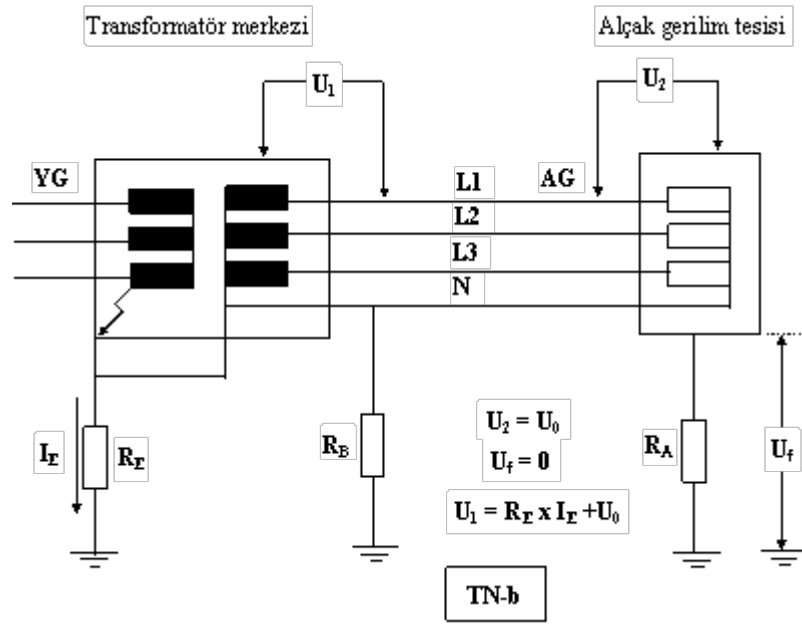 Transformatör merkezi
Alçak gerilim tesisi
U1
U2
YG
L1
AG
L2
L3
N
IE
RE
RB
U2 = U0
Uf = 0
U1 = RE x IE +U0
RA
Uf
TN-b